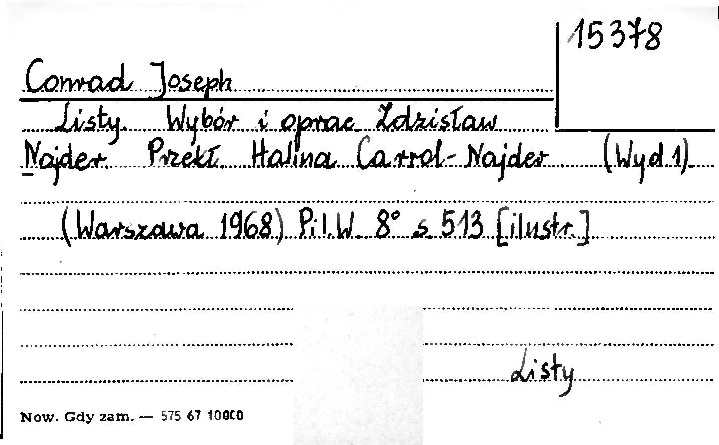 15378
Conrad Joseph
Listy. Wybór i oprac Zdzisław
Najder. Przekł Halina Carrol-Najder (Wyd 1)
(Warszawa 1968) P.i.W. 8° s. 513 [ilustr.]
Listy
Now. Gdy zam. — 575 67 10000